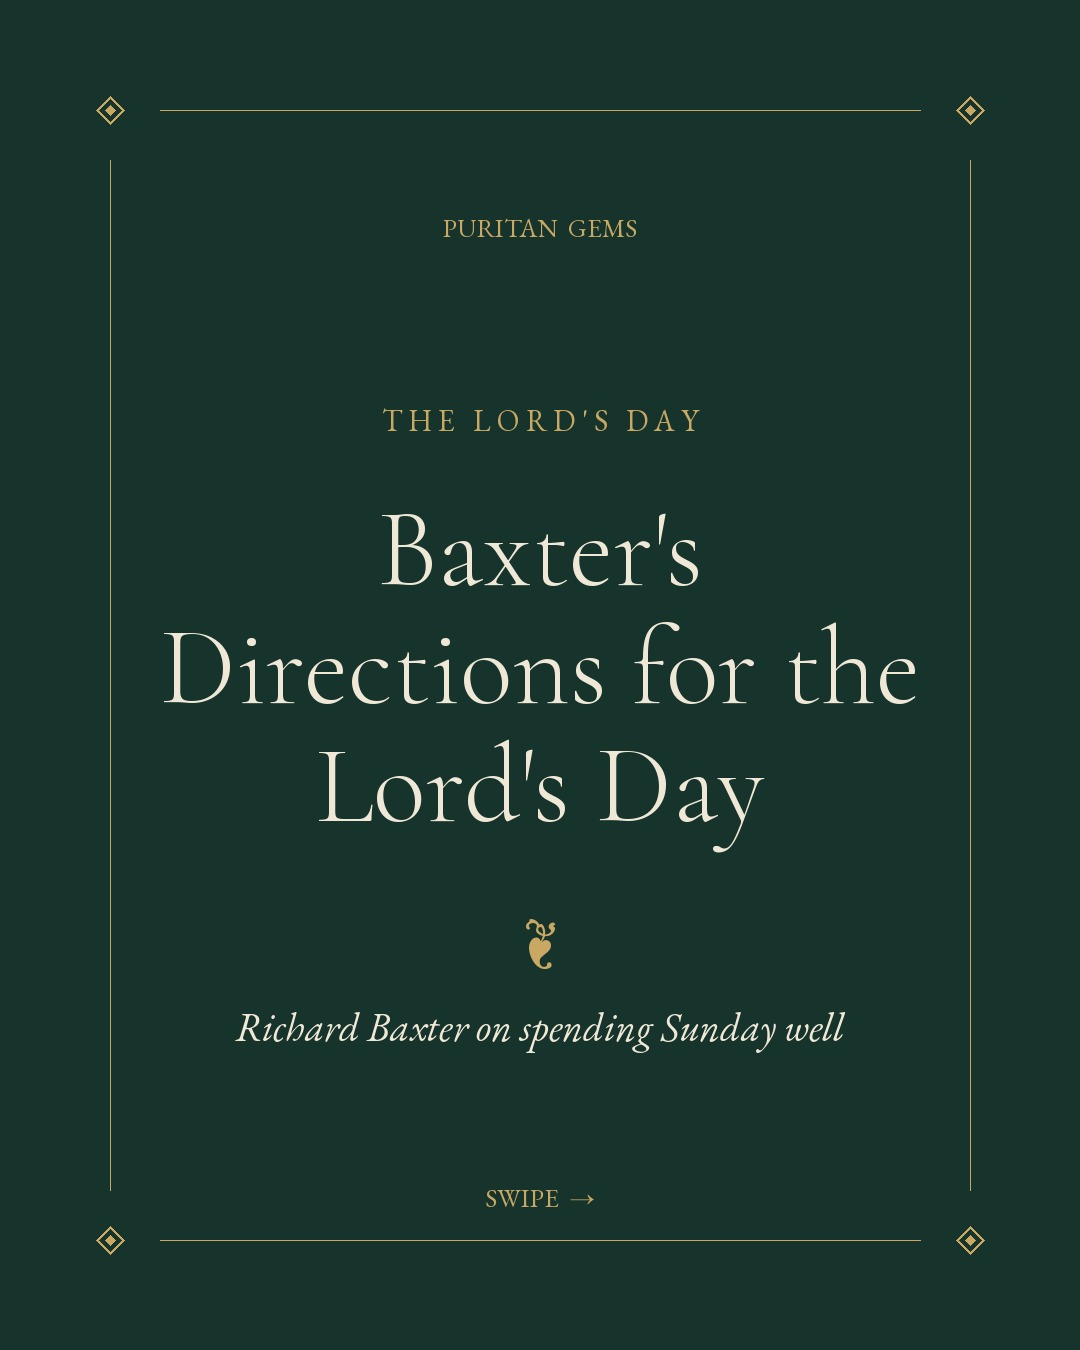 PURITAN GEMS
THE LORD'S DAY
Baxter's
Directions for the
Lord's Day
Richard Baxter on spending Sunday well
SWIPE →